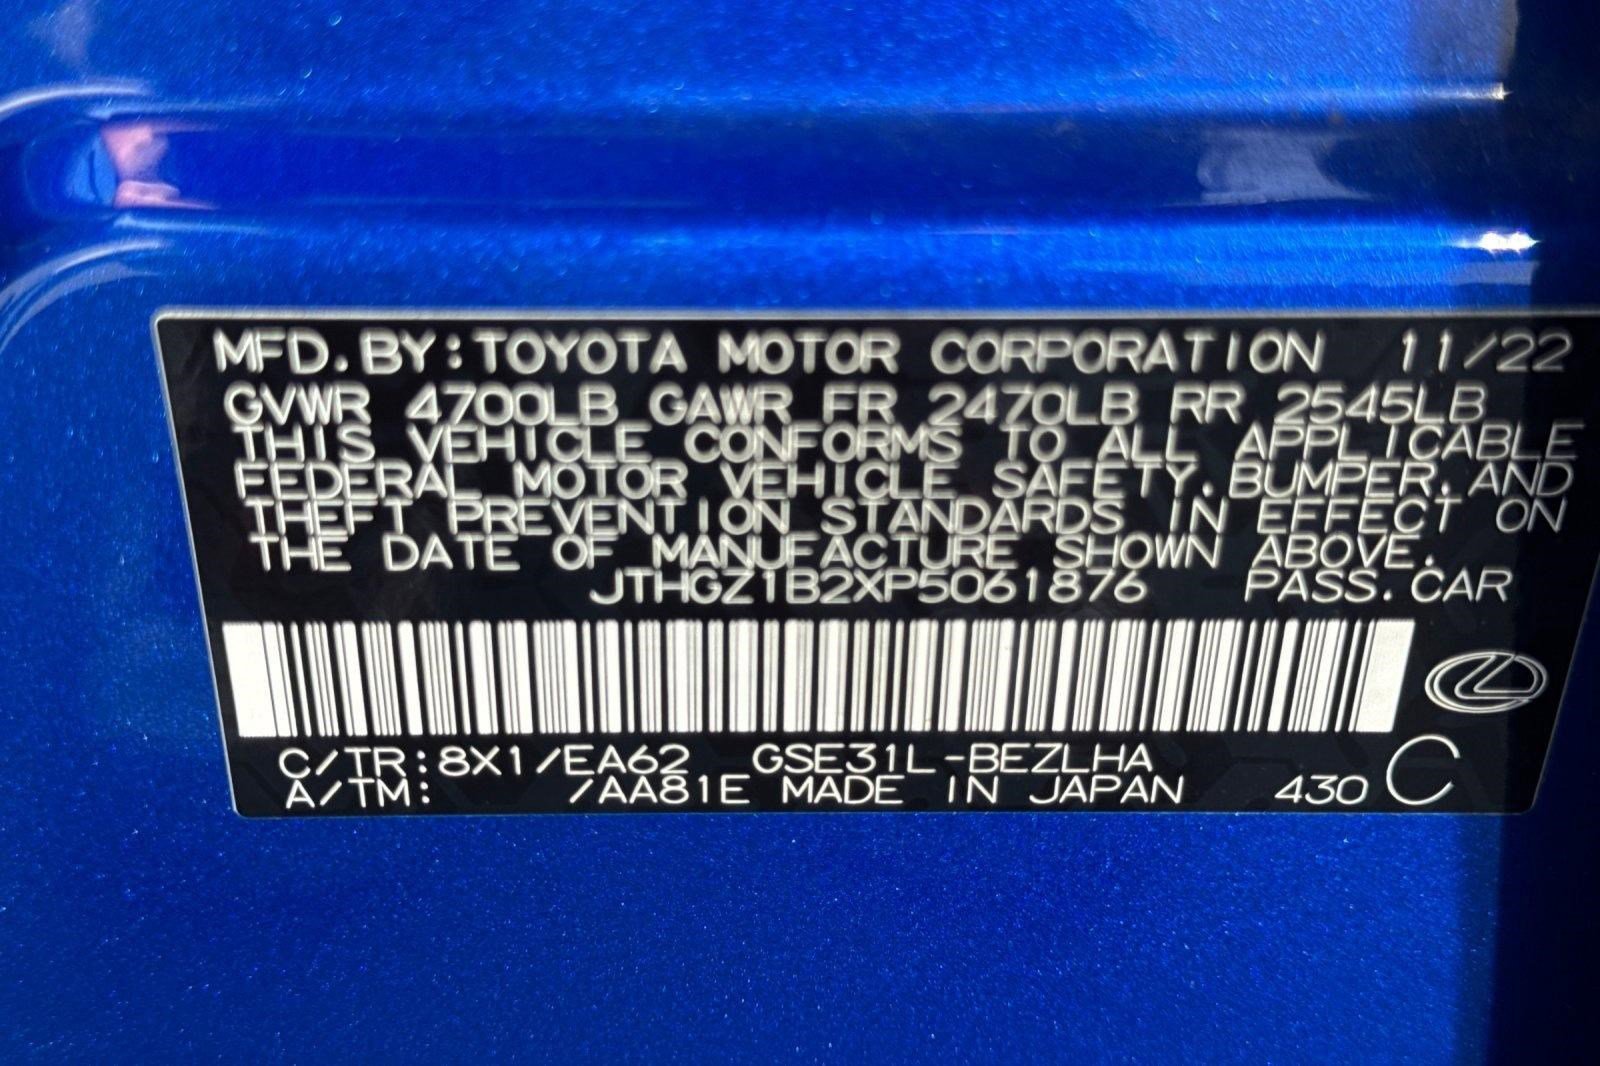 MFD. BY: TOYOTA MOTOR CORPORATION 11/22
GVWR 4700LB GAWR FR 2470LB RR 2545LB
THIS VEHICLE CONFORMS TO ALL APPLICABLE
FEDERAL MOTOR VEHICLE SAFETY, BUMPER, AND
THEFT PREVENTION STANDARDS IN EFFECT ON
THE DATE OF MANUFACTURE SHOWN ABOVE.
JTHGZ1B2XP5061876 PASS. CAR
C/TR: 8X1/EA62 GSE31L-BEZLHA
A/TM: /AA81E MADE IN JAPAN 430 C